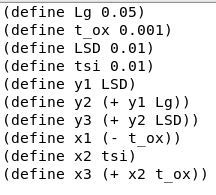 (define Lg 0.05)
(define t_ox 0.001)
(define LSD 0.01)
(define tsi 0.01)
(define y1 LSD)
(define y2 (+ y1 Lg))
(define y3 (+ y2 LSD))
(define x1 (- t_ox))
(define x2 tsi)
(define x3 (+ x2 t_ox))